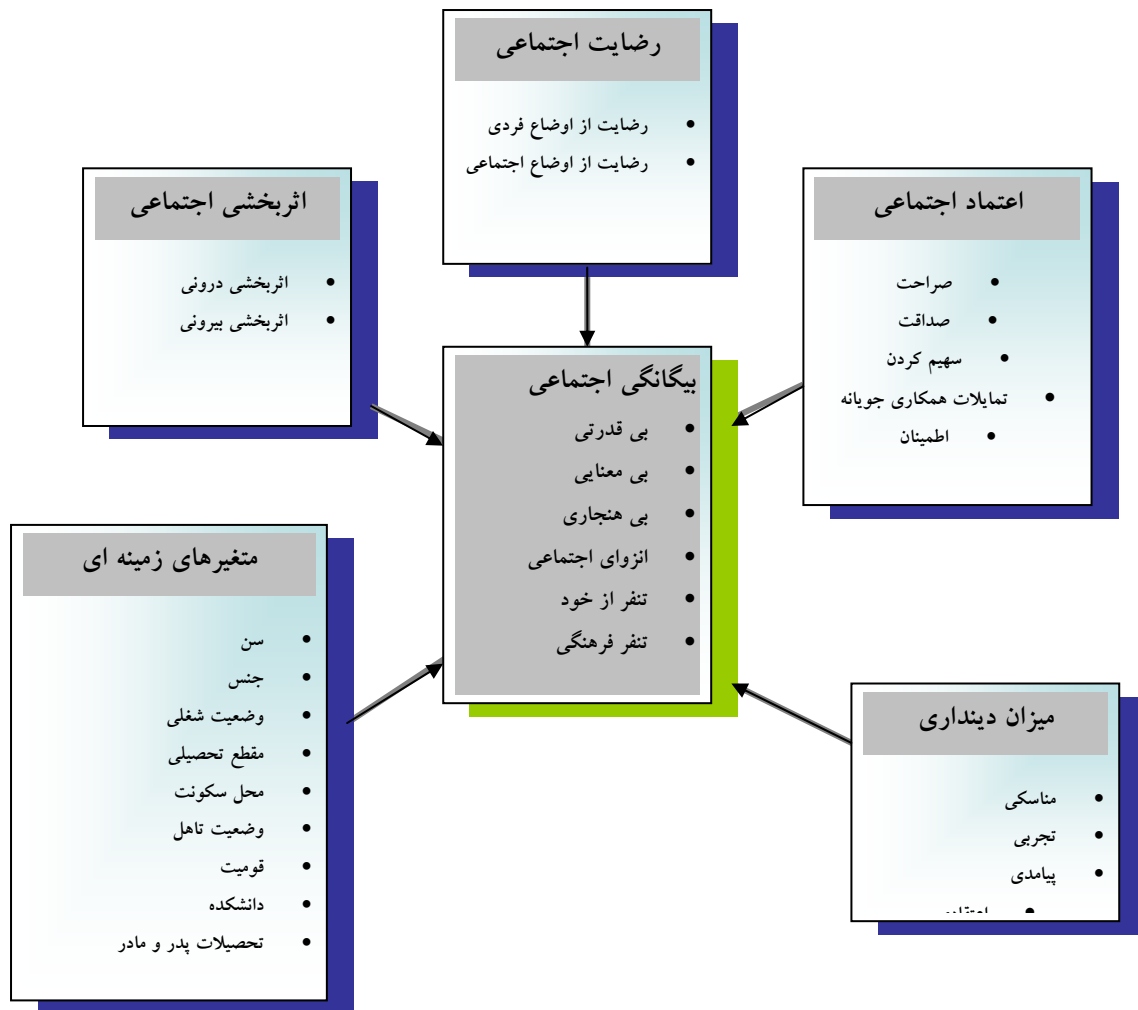 رضایت اجتماعی
• رضایت از اوضاع فردی
• رضایت از اوضاع اجتماعی
اعتماد اجتماعی
• صراحت
• صداقت
• سهیم کردن
• تمایلات همکاری جویانه
• اطمینان
اثربخشی اجتماعی
• اثربخشی درونی
• اثربخشی بیرونی
بیگانگی اجتماعی
• بی قدرتی
• بی معنایی
• بی هنجاری
• انزوای اجتماعی
• تنفر از خود
• تنفر فرهنگی
متغیرهای زمینه ای
• سن
• جنس
• وضعیت شغلی
• مقطع تحصیلی
• محل سکونت
• وضعیت تاهل
• قومیت
• دانشکده
• تحصیلات پدر و مادر
میزان دینداری
• مناسکی
• تجربی
• پیامدی